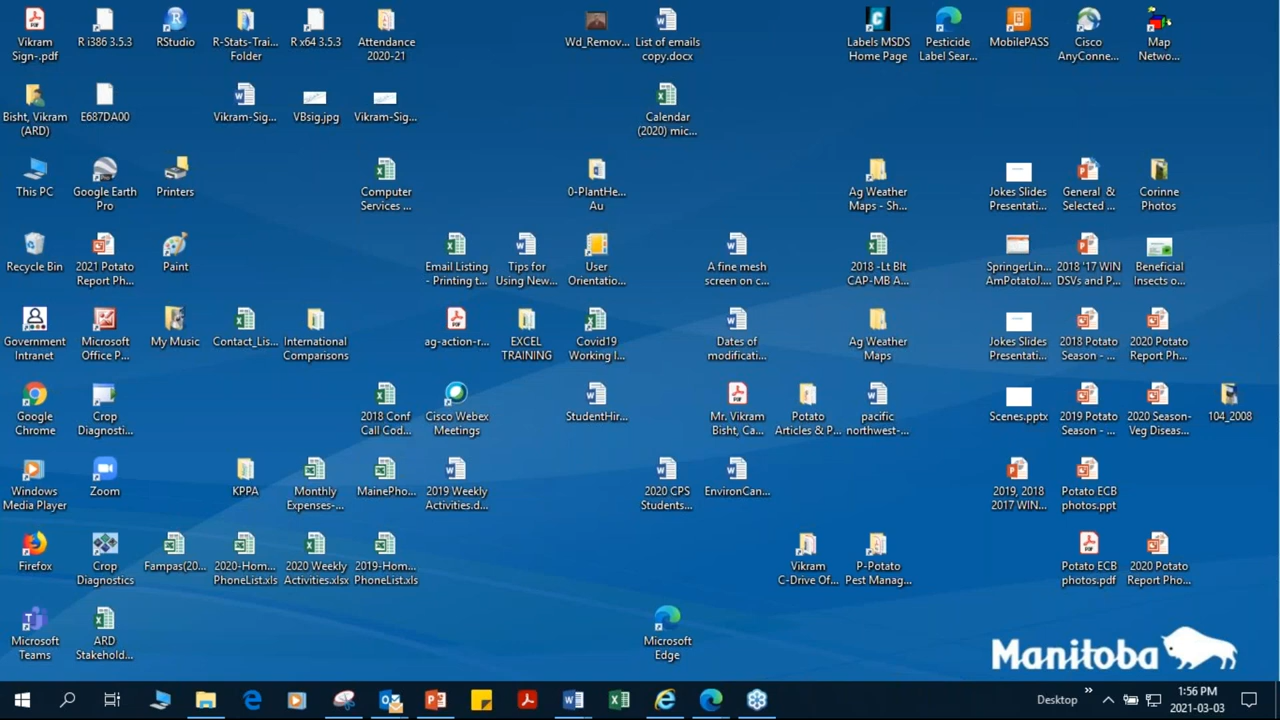 Vikram
Sign-.pdf
R i386 3.5.3
RStudio
R-Stats-Trai...
Folder
R x64 3.5.3
Attendance
2020-21
Wd_Remov...
List of emails
copy.docx
Labels MSDS
Home Page
Pesticide
Label Sear...
MobilePASS
Cisco
AnyConne...
Map
Netwo...
Bisht, Vikram
(ARD)
E687DA00
Vikram-Sig...
VBsig.jpg
Vikram-Sig...
Calendar
(2020) mic...
This PC
Google Earth
Pro
Printers
Computer
Services ...
0-PlantHe...
Au
Ag Weather
Maps - Sh...
Jokes Slides
Presentati...
General &
Selected ...
Corinne
Photos
Recycle Bin
2021 Potato
Report Ph...
Paint
Email Listing
- Printing t...
Tips for
Using New...
User
Orientatio...
A fine mesh
screen on c...
2018 -Lt Blt
CAP-MB A...
SpringerLin...
AmPotatoJ...
2018 '17 WIN
DSVs and P...
Beneficial
Insects o...
Government
Intranet
Microsoft
Office P...
My Music
Contact_Lis...
International
Comparisons
ag-action-r...
EXCEL
TRAINING
Covid19
Working I...
Dates of
modificati...
Ag Weather
Maps
Jokes Slides
Presentati...
2018 Potato
Season - ...
2020 Potato
Report Ph...
Google
Chrome
Crop
Diagnosti...
2018 Conf
Call Cod...
Cisco Webex
Meetings
StudentHir...
Mr. Vikram
Bisht, Ca...
Potato
Articles & P...
pacific
northwest-...
Scenes.pptx
2019 Potato
Season - ...
2020 Season-
Veg Diseas...
104_2008
Windows
Media Player
Zoom
KPPA
Monthly
Expenses-...
MainePho...
2019 Weekly
Activities.d...
2020 CPS
Students...
EnvironCan...
2019, 2018
2017 WIN...
Potato ECB
photos.ppt
Firefox
Crop
Diagnostics
Fampas(20...
2020-Hom...
PhoneList.xls
2020 Weekly
Activities.xlsx
2019-Hom...
PhoneList.xls
Vikram
C-Drive Of...
P-Potato
Pest Manag...
Potato ECB
photos.pdf
2020 Potato
Report Pho...
Microsoft
Teams
ARD
Stakehold...
Microsoft
Edge
Manitoba
Desktop
1:56 PM
2021-03-03